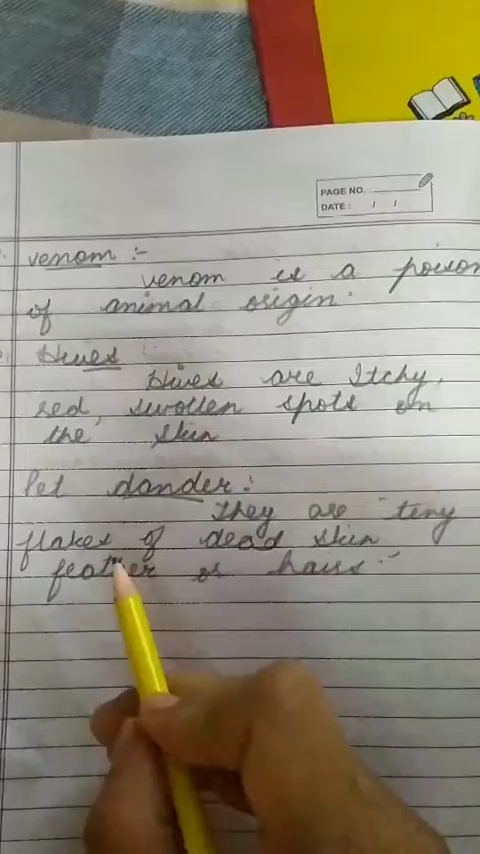 PAGE NO. :
DATE : / /
venom :-
venom is a poison
of animal origin.
Hives
Hives are Itchy,
red, swollen spots on
the skin
Pet dander :
They are tiny
flakes of dead skin
feather or hairs.